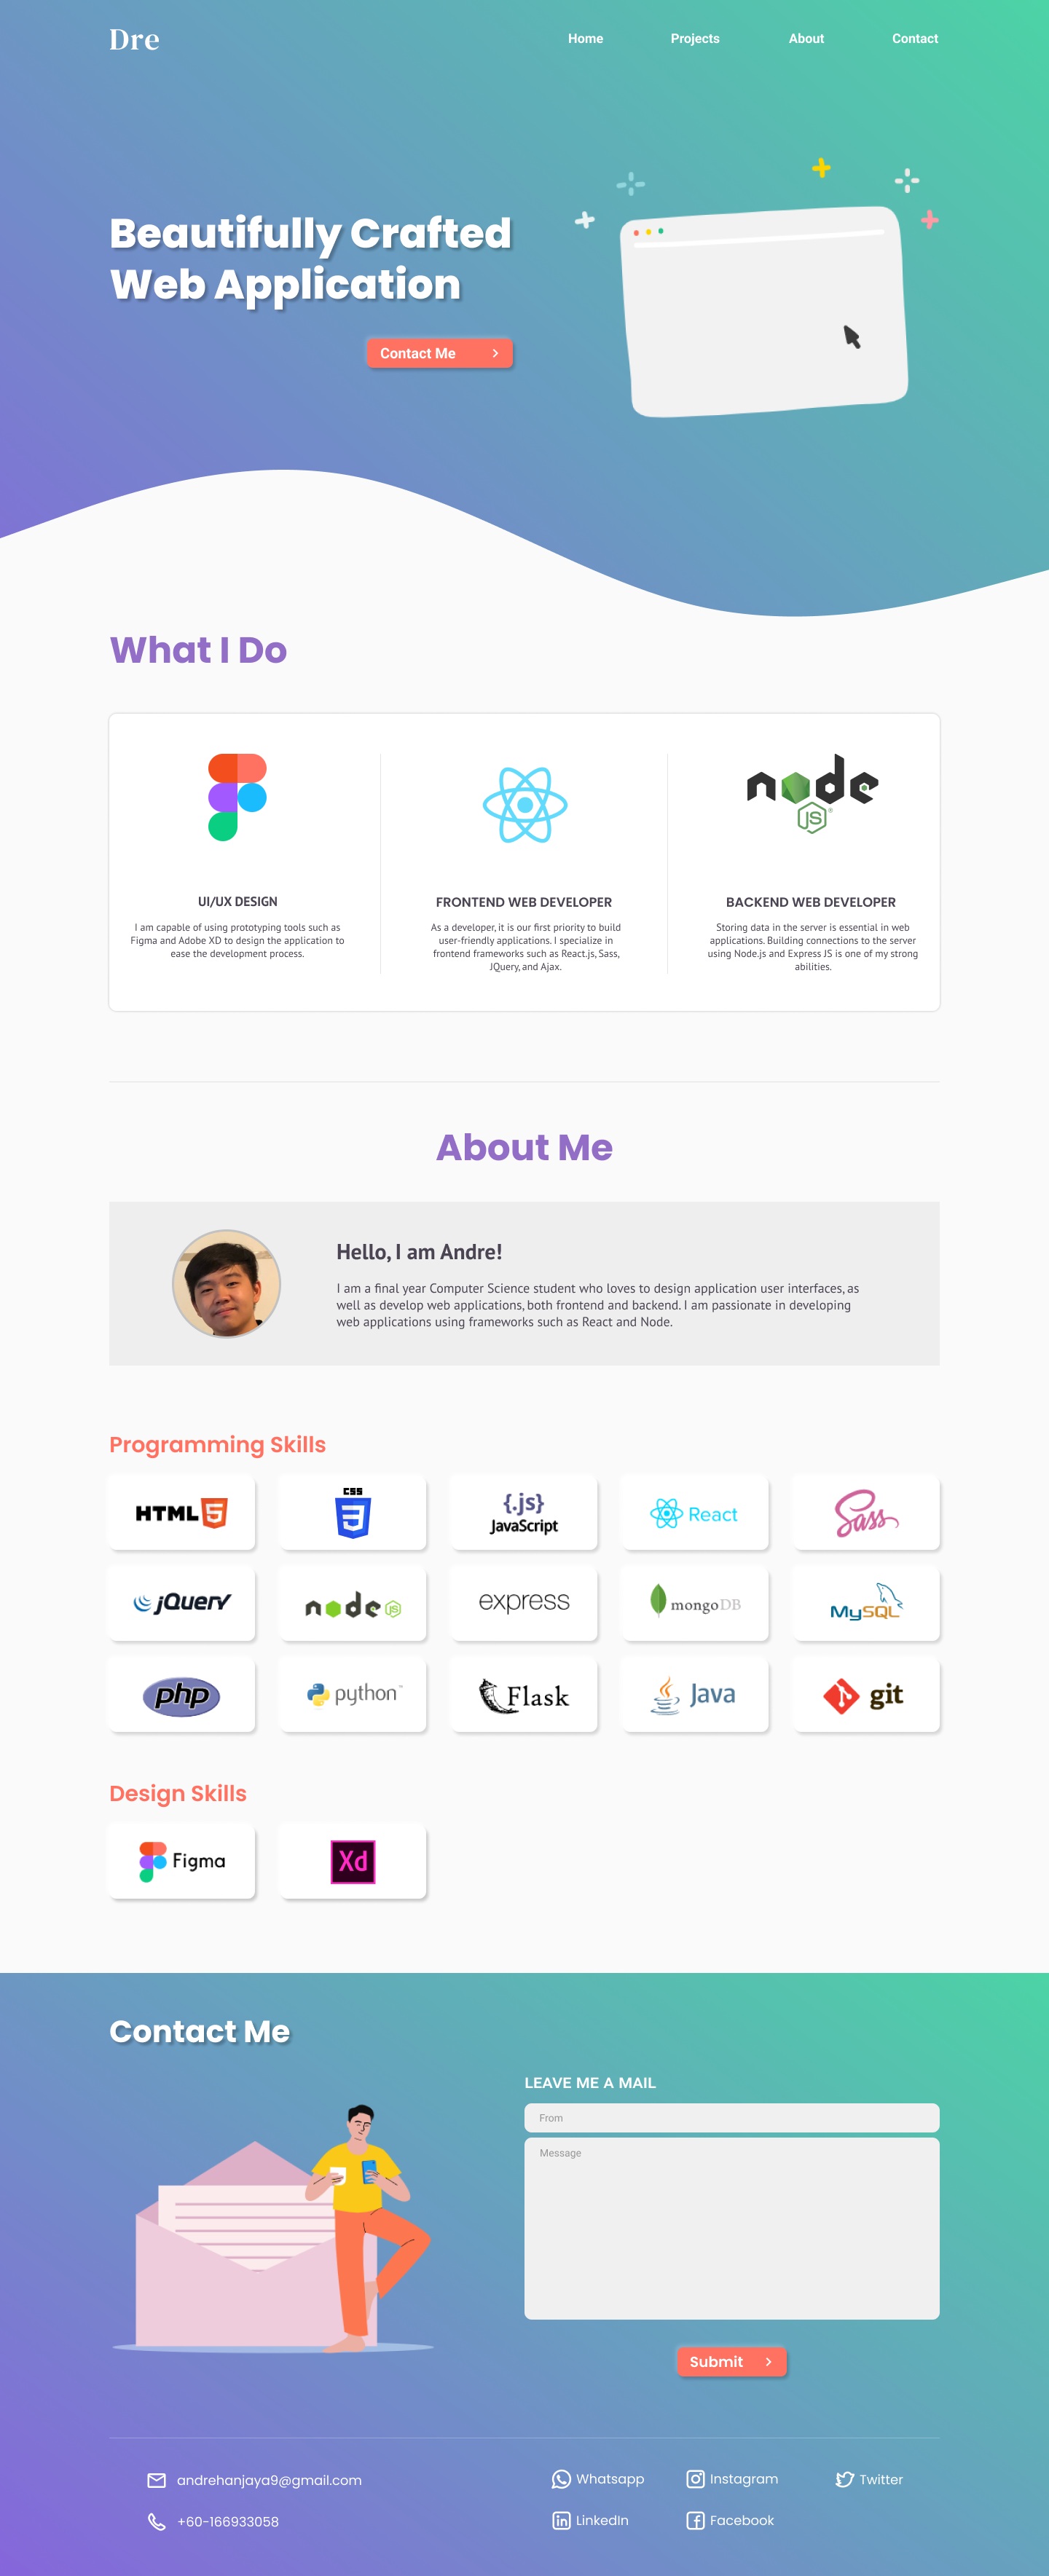 Dre
Home
Projects
About
Contact
Beautifully Crafted
Web Application
Contact Me
What I Do
node
JS
UI/UX DESIGN
I am capable of using prototyping tools such as
Figma and Adobe XD to design the application to
ease the development process.
FRONTEND WEB DEVELOPER
As a developer, it is our first priority to build
user-friendly applications. I specialize in
frontend frameworks such as React.js, Sass,
JQuery, and Ajax.
BACKEND WEB DEVELOPER
Storing data in the server is essential in web
applications. Building connections to the server
using Node.js and Express JS is one of my strong
abilities.
About Me
Hello, I am Andre!
I am a final year Computer Science student who loves to design application user interfaces, as
well as develop web applications, both frontend and backend. I am passionate in developing
web applications using frameworks such as React and Node.
Programming Skills
HTML 5
CSS
3
{.js}
JavaScript
React
Sass
jQuery
node JS
express
mongoDB
MySQL
php
python™
Flask
Java
git
Design Skills
Figma
Xd
Contact Me
LEAVE ME A MAIL
From
Message
Submit
andrehanjaya9@gmail.com
+60-166933058
Whatsapp
Instagram
Twitter
LinkedIn
Facebook